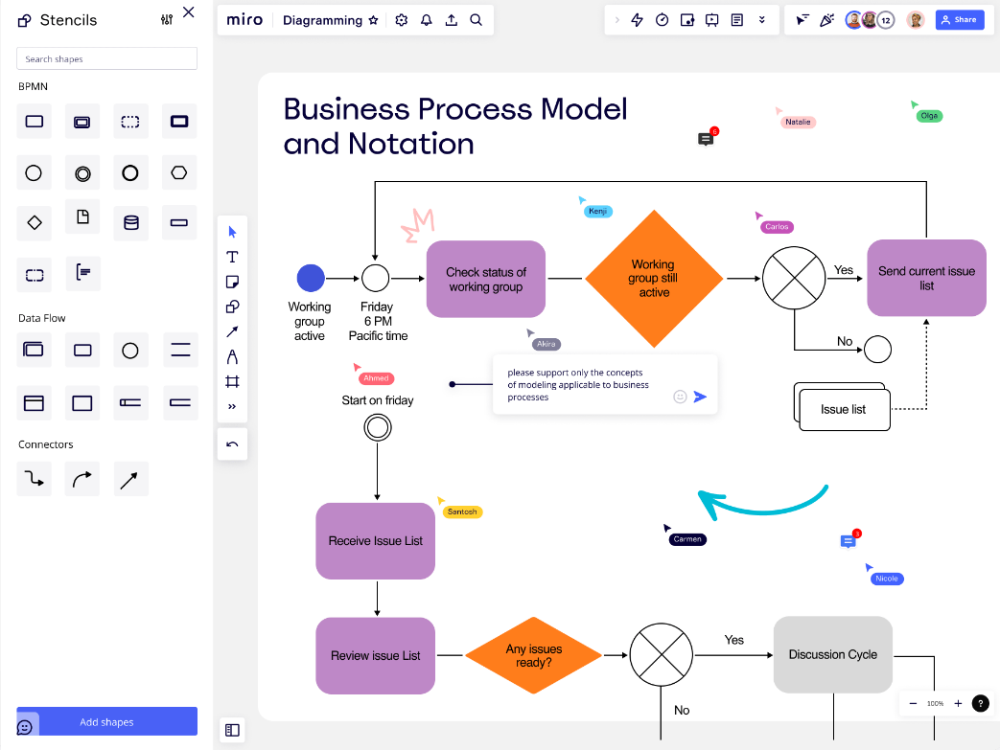 Stencils
miro
Diagramming
12
Share
Search shapes
BPMN
Business Process Model
and Notation
Natalie
Olga
6
Kenji
Carlos
Check status of
working group
Working
group still
active
Yes
Send current issue
list
Working
group
active
Friday
6 PM
Pacific time
Data Flow
No
Akira
Ahmed
please support only the concepts
of modeling applicable to business
processes
Start on friday
Issue list
Connectors
Santosh
Receive Issue List
Carmen
3
Nicole
Review issue List
Any issues
ready?
Yes
Discussion Cycle
No
100%
?
Add shapes